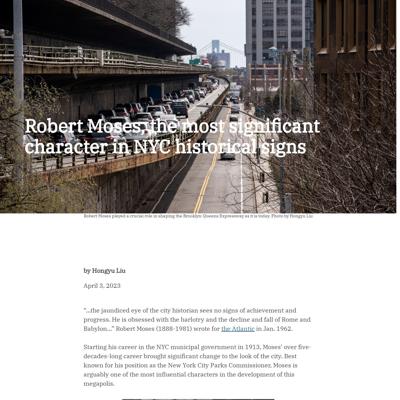 Robert Moses, the most significant
character in NYC historical signs
Robert Moses played a crucial role in shaping the Brooklyn Queens Expressway as it is today. Photo by Hongyu Liu
by Hongyu Liu
April 3, 2023
"...the jaundiced eye of the city historian sees no signs of achievement and
progress. He is obsessed with the harlotry and the decline and fall of Rome and
Babylon..." Robert Moses (1888-1981) wrote for the Atlantic in Jan. 1962.
Starting his career in the NYC municipal government in 1913, Moses' over five-
decades-long career brought significant change to the look of the city. Best
known for his position as the New York City Parks Commissioner, Moses is
arguably one of the most influential characters in the development of this
megapolis.